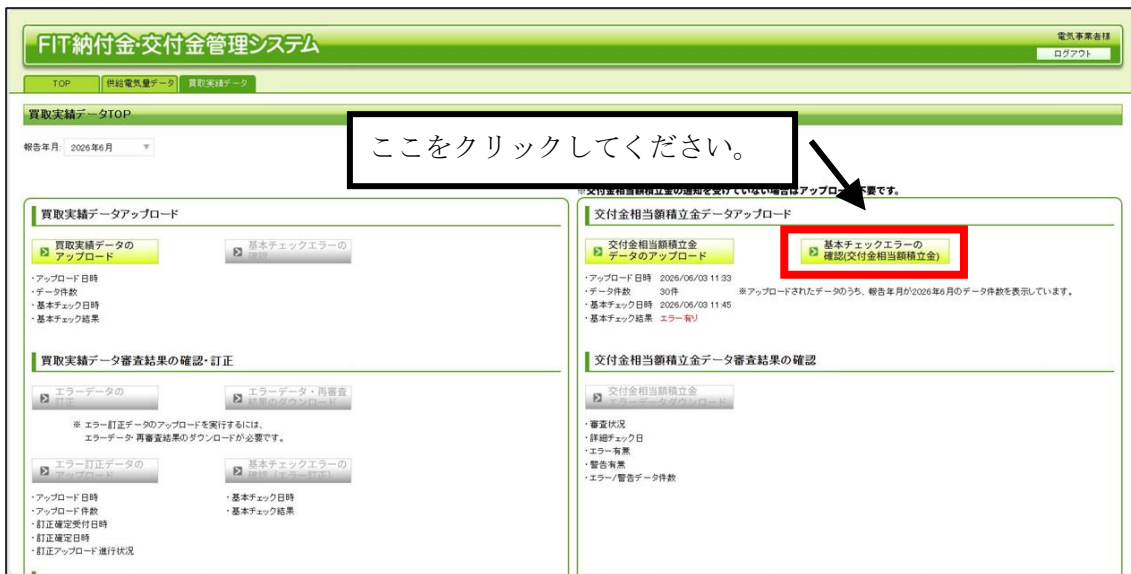 FIT納付金・交付金管理システム
電気事業者様
ログアウト
TOP
供給電気量データ
買取実績データ
買取実績データTOP
報告年月: 2026年6月
ここをクリックしてください。
※交付金相当額積立金の通知を受けていない場合はアップロード不要です。
買取実績データアップロード
買取実績データの
アップロード
基本チェックエラーの
確認
・アップロード日時
・データ件数
・基本チェック日時
・基本チェック結果
買取実績データ審査結果の確認・訂正
エラーデータの
訂正
エラーデータ・再審査
結果のダウンロード
※ エラー訂正データのアップロードを実行するには、
エラーデータ・再審査結果のダウンロードが必要です。
エラー訂正データの
アップロード
基本チェックエラーの
確認(エラー訂正)
・アップロード日時
・アップロード件数
・訂正確定受付日時
・訂正確定日時
・訂正アップロード進行状況
・基本チェック日時
・基本チェック結果
交付金相当額積立金データアップロード
交付金相当額積立金
データのアップロード
基本チェックエラーの
確認(交付金相当額積立金)
・アップロード日時 2026/06/03 11:33
・データ件数 30件 ※アップロードされたデータのうち、報告年月が2026年6月のデータ件数を表示しています。
・基本チェック日時 2026/06/03 11:45
・基本チェック結果 エラー有り
交付金相当額積立金データ審査結果の確認
交付金相当額積立金
エラーデータダウンロード
・審査状況
・詳細チェック日
・エラー有無
・警告有無
・エラー/警告データ件数